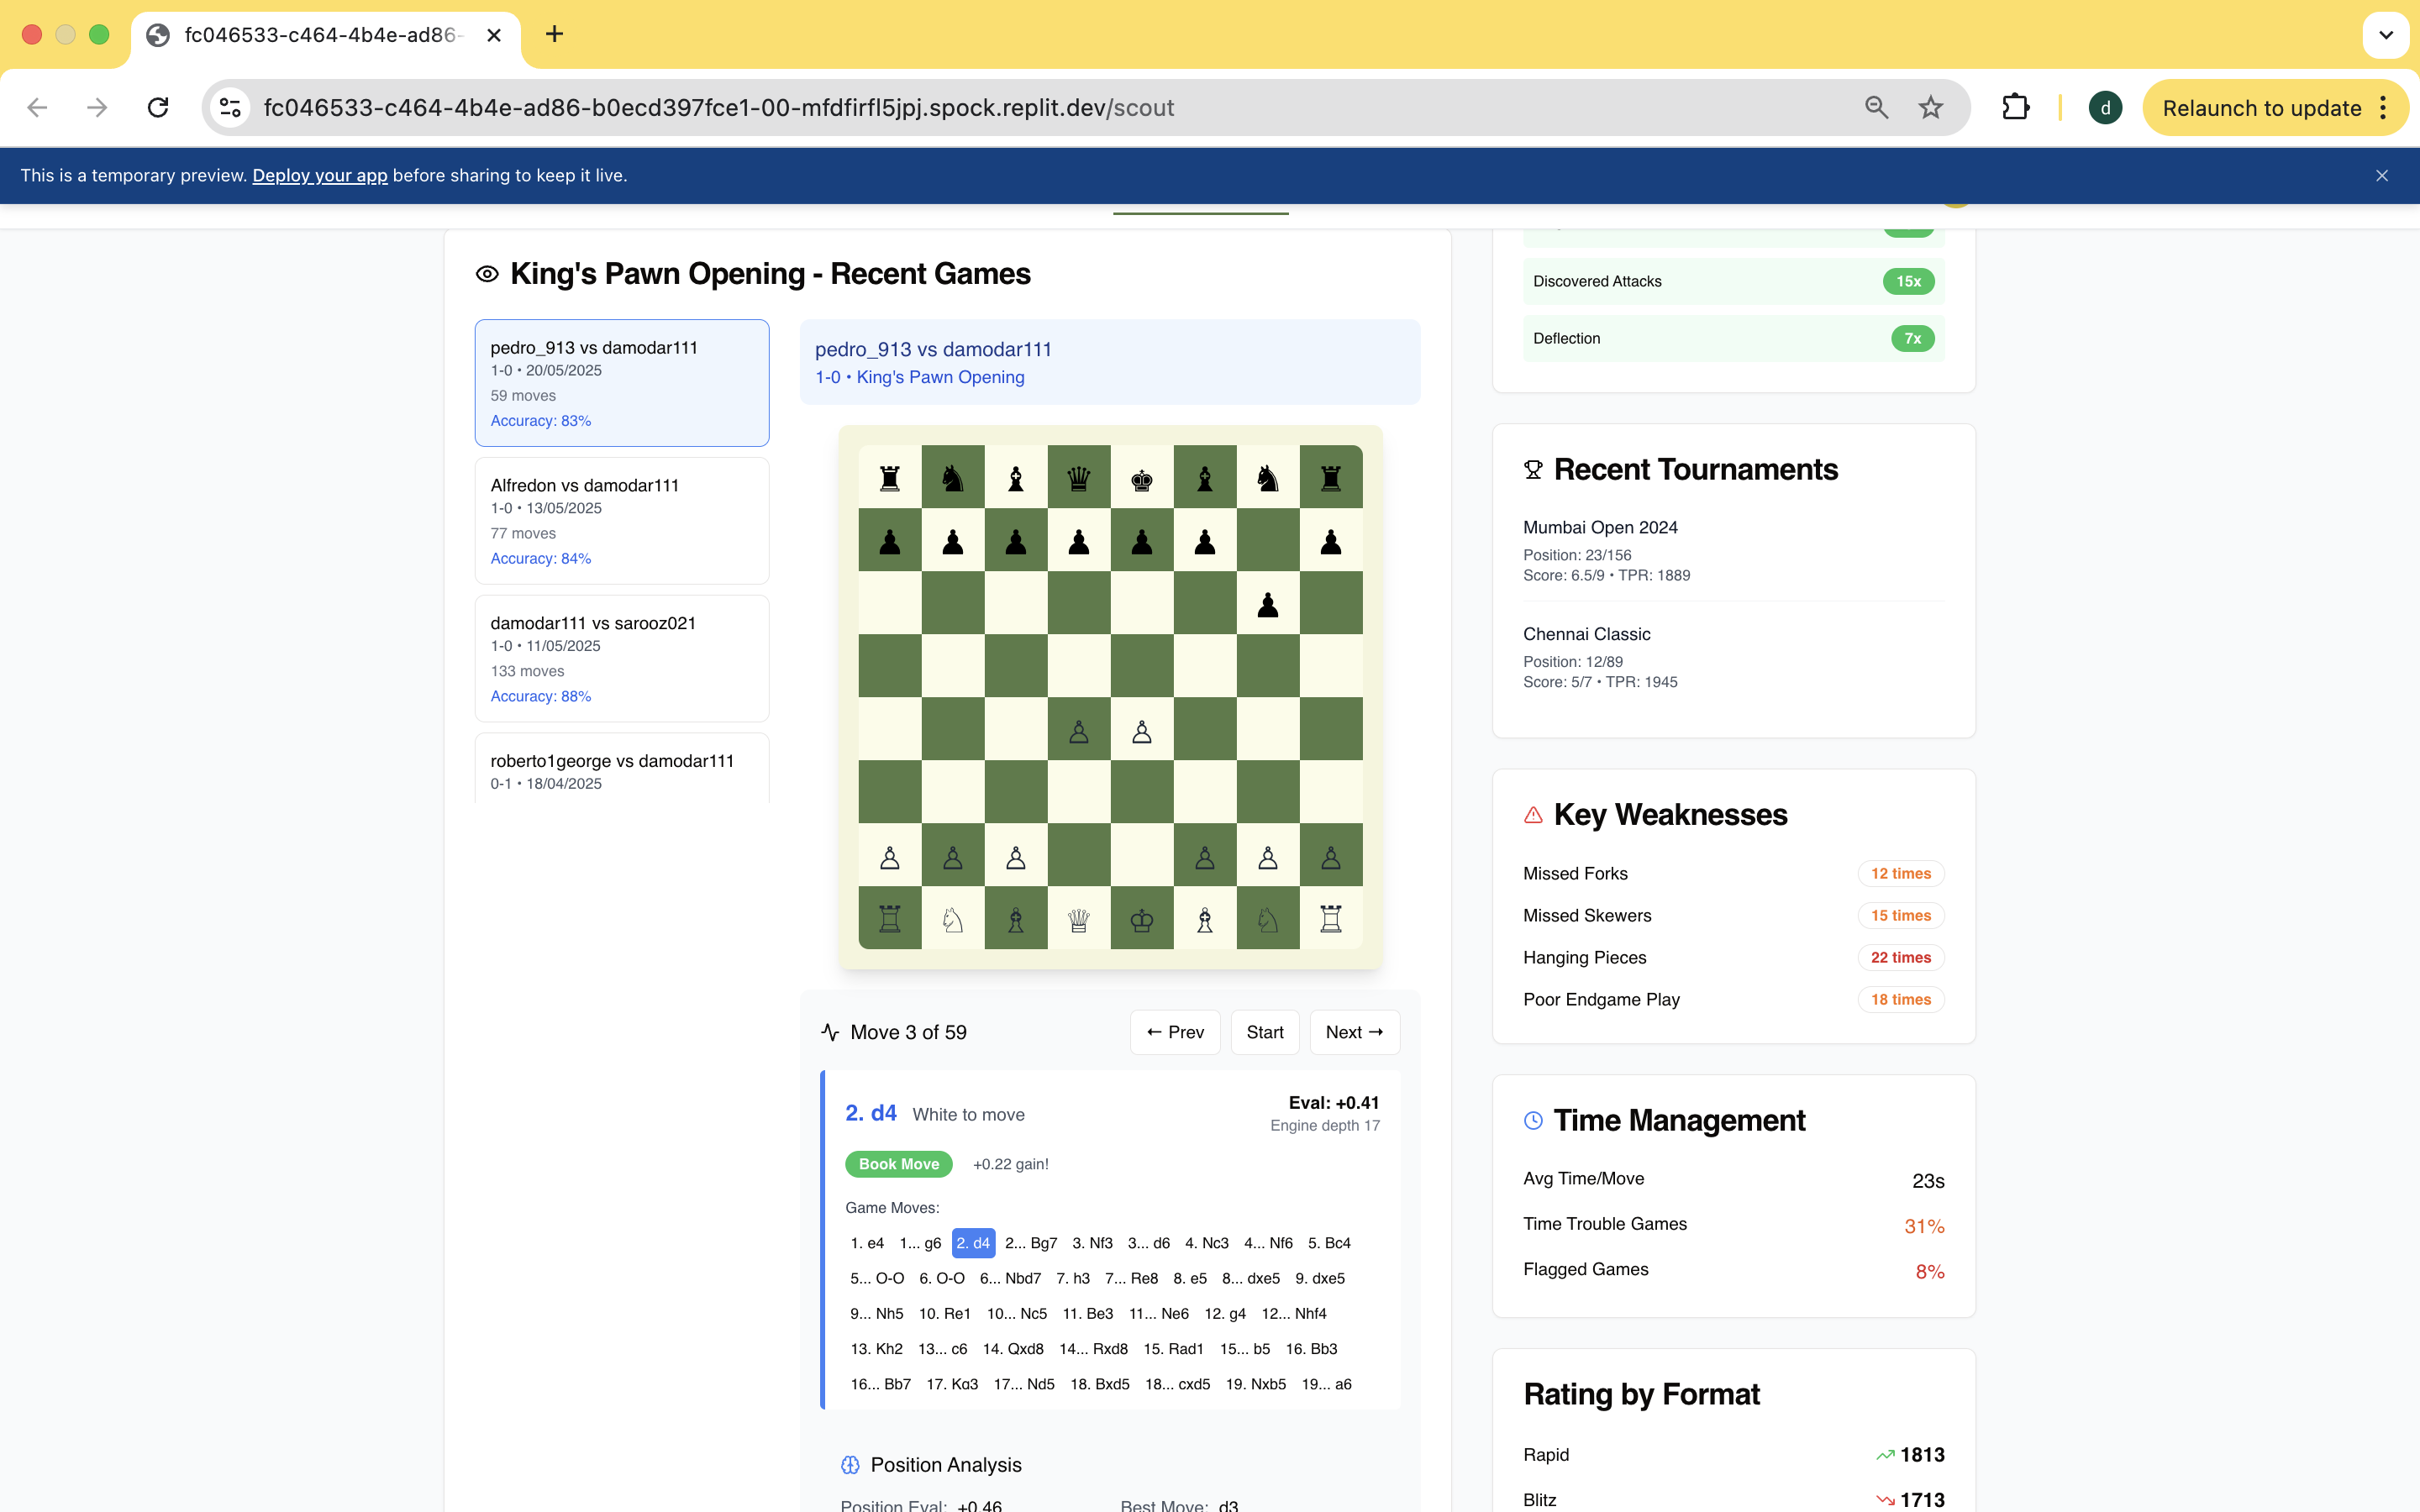 fc046533-c464-4b4e-ad86-
fc046533-c464-4b4e-ad86-b0ecd397fce1-00-mfdfirfl5jpj.spock.replit.dev/scout
d
Relaunch to update
This is a temporary preview. Deploy your app before sharing to keep it live.
King's Pawn Opening - Recent Games
pedro_913 vs damodar111
1-0 • 20/05/2025
59 moves
Accuracy: 83%
Alfredon vs damodar111
1-0 • 13/05/2025
77 moves
Accuracy: 84%
damodar111 vs sarooz021
1-0 • 11/05/2025
133 moves
Accuracy: 88%
roberto1george vs damodar111
0-1 • 18/04/2025
pedro_913 vs damodar111
1-0 • King's Pawn Opening
Move 3 of 59
← Prev
Start
Next →
2. d4 White to move
Eval: +0.41
Engine depth 17
Book Move +0.22 gain!
Game Moves:
1. e4 1... g6 2. d4 2... Bg7 3. Nf3 3... d6 4. Nc3 4... Nf6 5. Bc4
5... O-O 6. O-O 6... Nbd7 7. h3 7... Re8 8. e5 8... dxe5 9. dxe5
9... Nh5 10. Re1 10... Nc5 11. Be3 11... Ne6 12. g4 12... Nhf4
13. Kh2 13... c6 14. Qxd8 14... Rxd8 15. Rad1 15... b5 16. Bb3
16... Bb7 17. Kg3 17... Nd5 18. Bxd5 18... cxd5 19. Nxb5 19... a6
Position Analysis
Position Eval: +0.46 Best Move: d3
Discovered Attacks 15x
Deflection 7x
Recent Tournaments
Mumbai Open 2024
Position: 23/156
Score: 6.5/9 • TPR: 1889
Chennai Classic
Position: 12/89
Score: 5/7 • TPR: 1945
Key Weaknesses
Missed Forks 12 times
Missed Skewers 15 times
Hanging Pieces 22 times
Poor Endgame Play 18 times
Time Management
Avg Time/Move 23s
Time Trouble Games 31%
Flagged Games 8%
Rating by Format
Rapid 1813
Blitz 1713